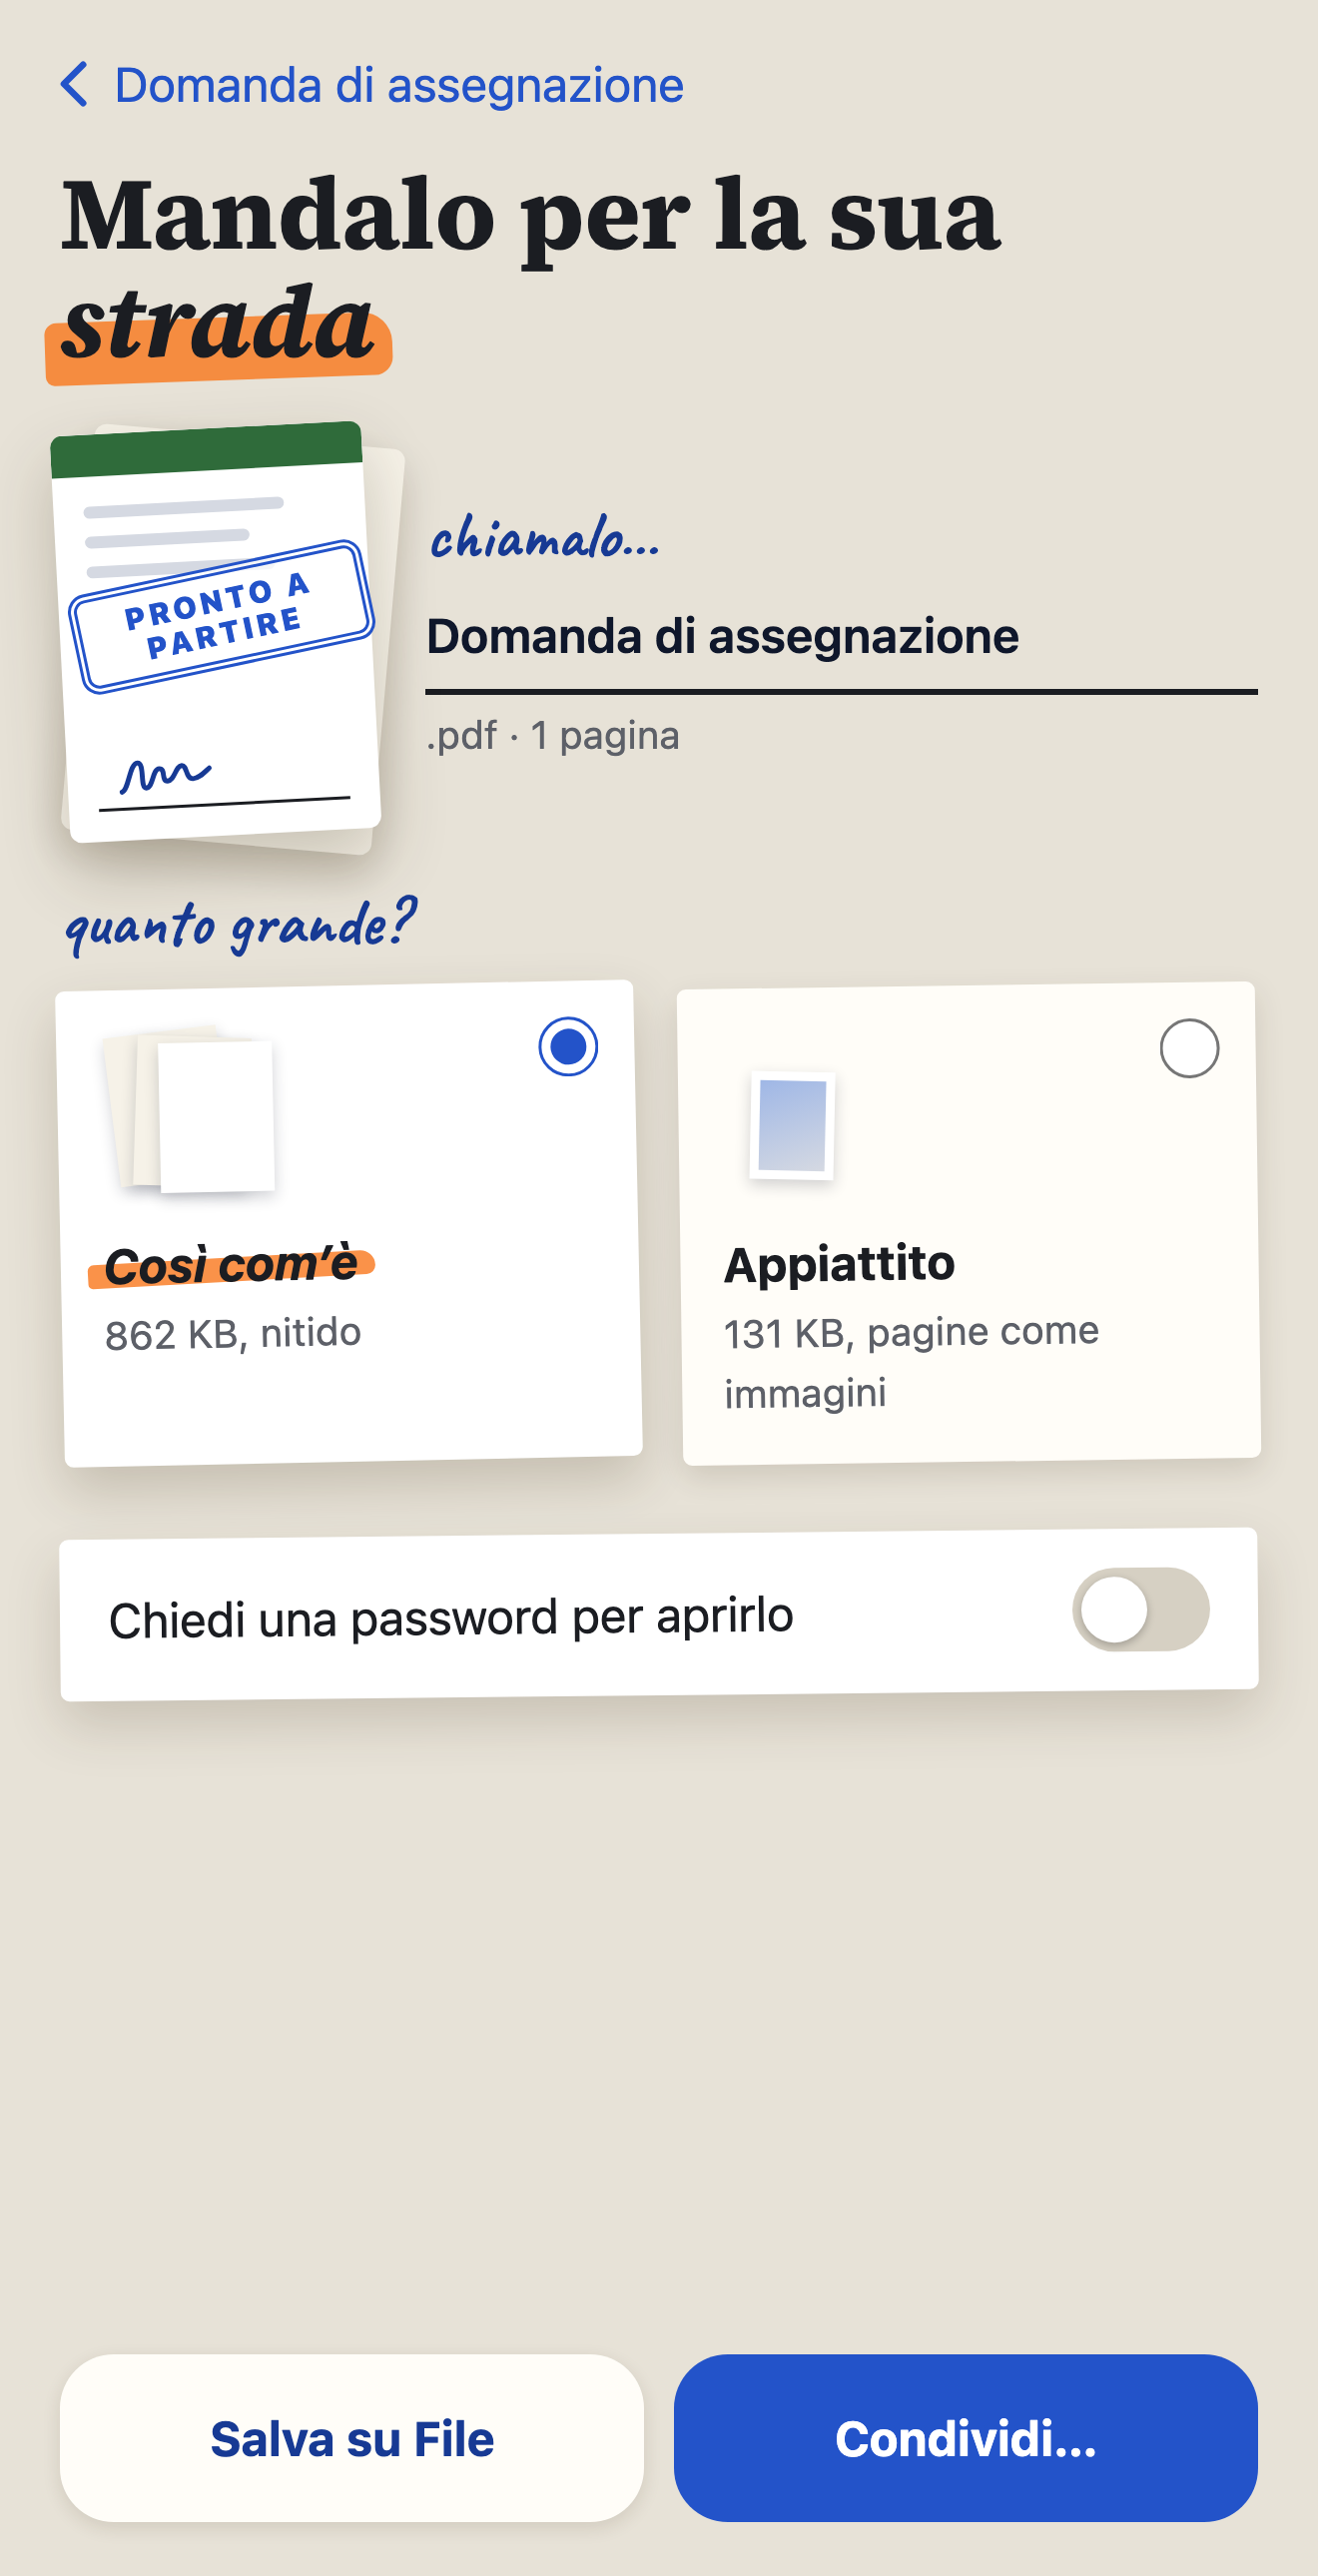 Domanda di assegnazione
Mandalo per la sua
strada
PRONTO A
PARTIRE
chiamalo...
Domanda di assegnazione
.pdf · 1 pagina
quanto grande?
Così com’è
862 KB, nitido
Appiattito
131 KB, pagine come
immagini
Chiedi una password per aprirlo
Salva su File
Condividi...